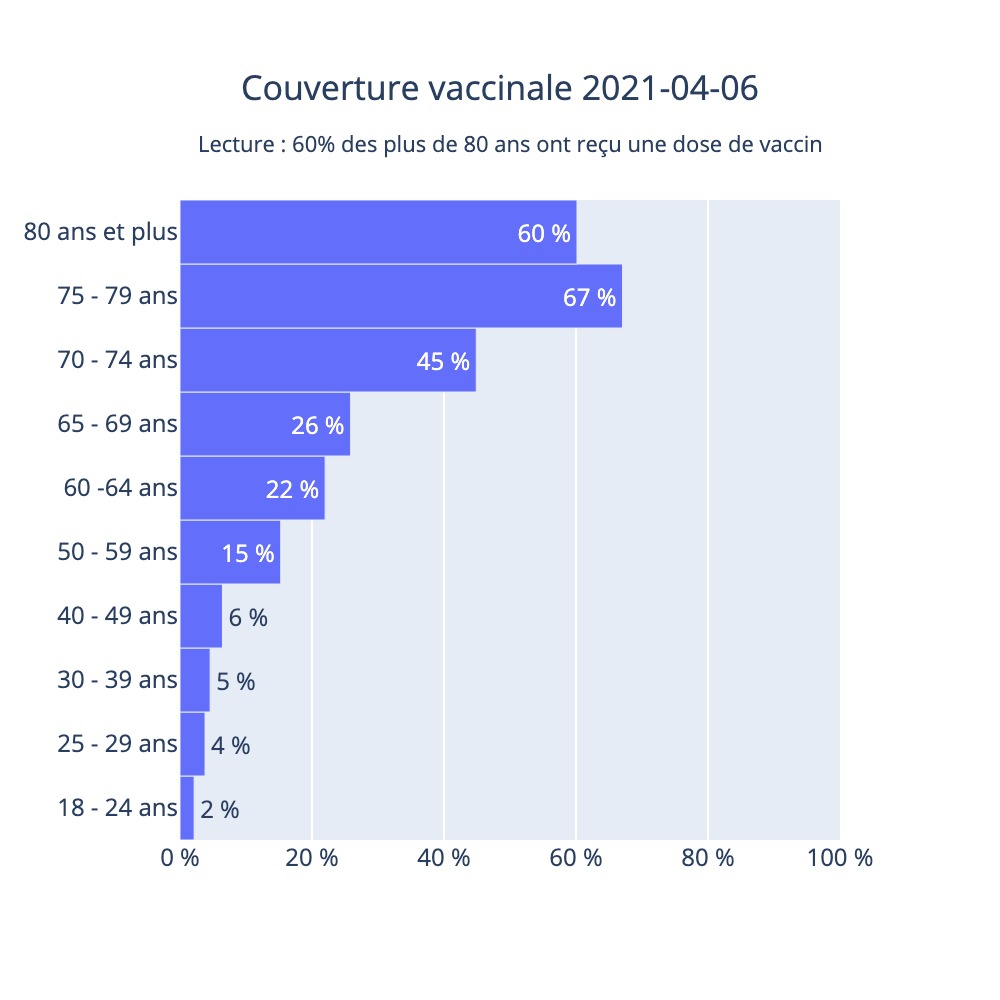 Couverture vaccinale 2021-04-06
Lecture : 60% des plus de 80 ans ont reçu une dose de vaccin
80 ans et plus 60 %
75 - 79 ans 67 %
70 - 74 ans 45 %
65 - 69 ans 26 %
60 -64 ans 22 %
50 - 59 ans 15 %
40 - 49 ans 6 %
30 - 39 ans 5 %
25 - 29 ans 4 %
18 - 24 ans 2 %
0 % 20 % 40 % 60 % 80 % 100 %